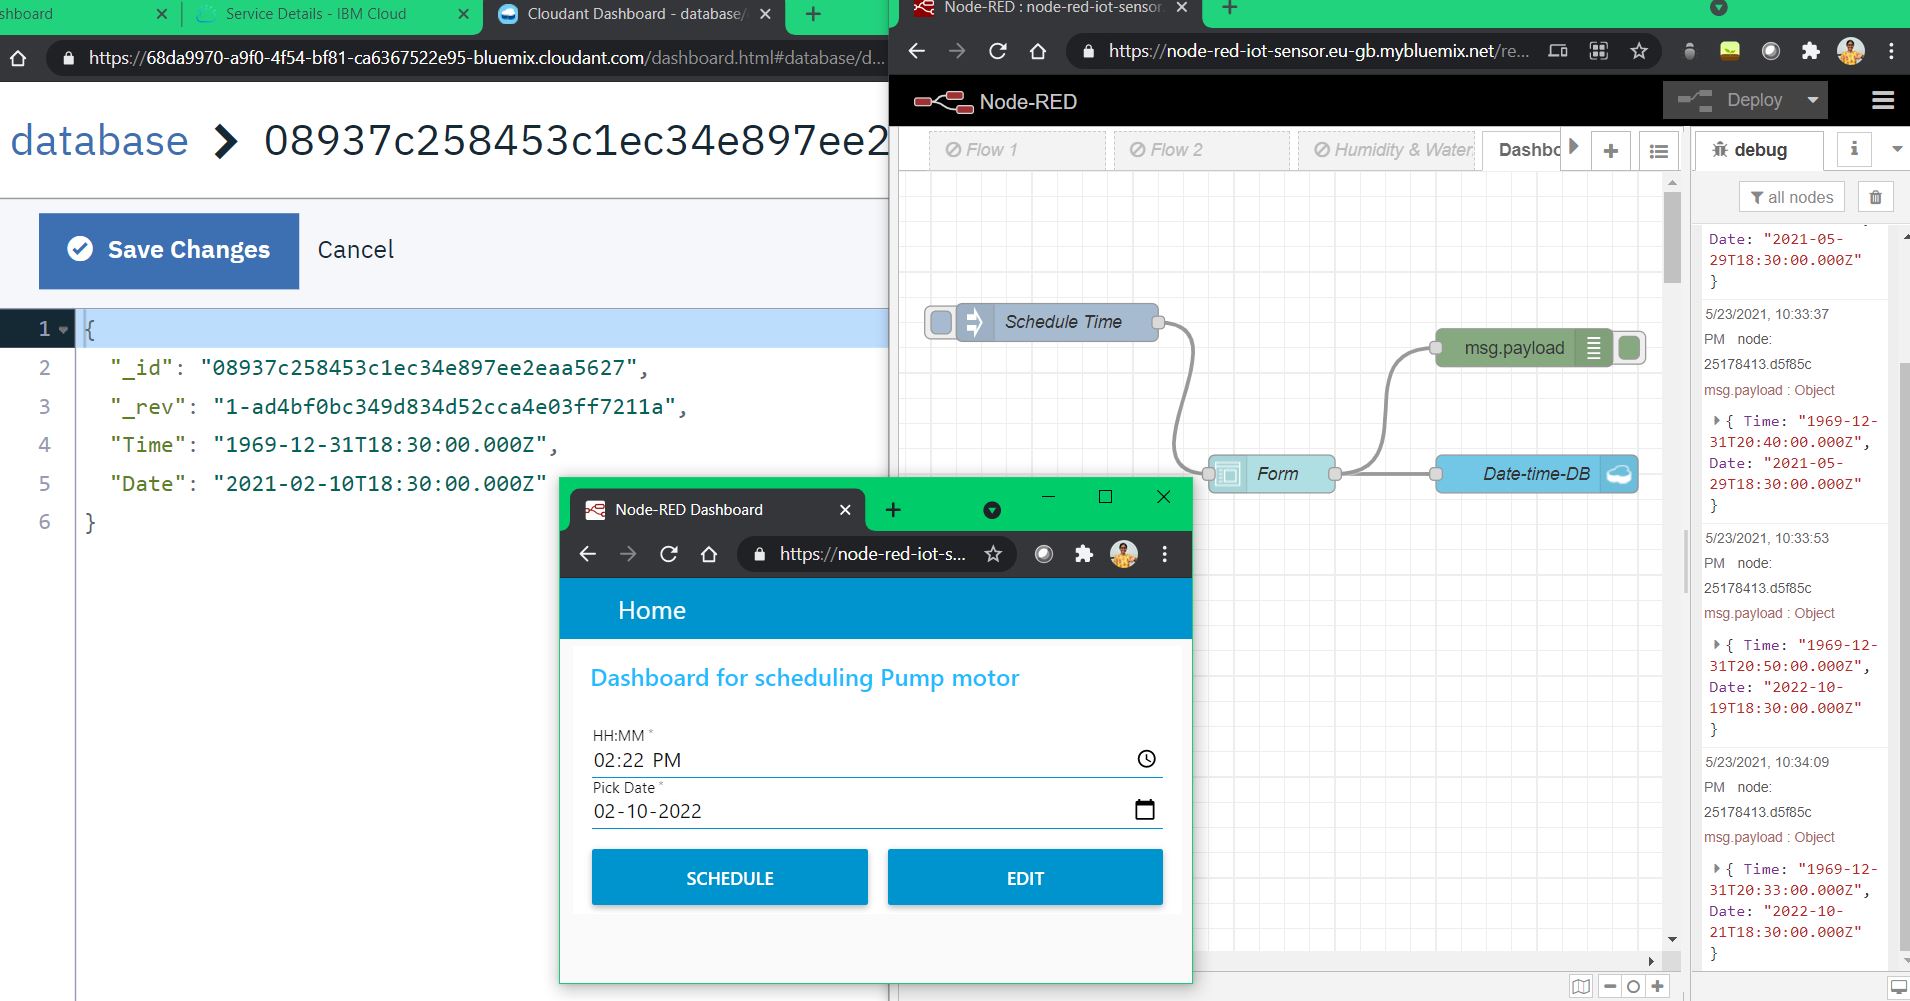 shboard
Service Details - IBM Cloud
Cloudant Dashboard - database/
https://68da9970-a9f0-4f54-bf81-ca6367522e95-bluemix.cloudant.com/dashboard.html#database/d...
database
08937c258453c1ec34e897ee2
Save Changes
Cancel
1 {
2 "_id": "08937c258453c1ec34e897ee2eaa5627",
3 "_rev": "1-ad4bf0bc349d834d52cca4e03ff7211a",
4 "Time": "1969-12-31T18:30:00.000Z",
5 "Date": "2021-02-10T18:30:00.000Z"
6 }
Node-RED : node-red-iot-sensor.
https://node-red-iot-sensor.eu-gb.mybluemix.net/re...
Node-RED
Deploy
Flow 1
Flow 2
Humidity & Water
Dashbo
debug
i
all nodes
Schedule Time
msg.payload
Form
Date-time-DB
Date: "2021-05-
29T18:30:00.000Z"
}
5/23/2021, 10:33:37
PM node:
25178413.d5f85c
msg.payload : Object
{ Time: "1969-12-
31T20:40:00.000Z",
Date: "2021-05-
29T18:30:00.000Z"
}
5/23/2021, 10:33:53
PM node:
25178413.d5f85c
msg.payload : Object
{ Time: "1969-12-
31T20:50:00.000Z",
Date: "2022-10-
19T18:30:00.000Z"
}
5/23/2021, 10:34:09
PM node:
25178413.d5f85c
msg.payload : Object
{ Time: "1969-12-
31T20:33:00.000Z",
Date: "2022-10-
21T18:30:00.000Z"
}
Node-RED Dashboard
https://node-red-iot-s...
Home
Dashboard for scheduling Pump motor
HH:MM *
02:22 PM
Pick Date *
02-10-2022
SCHEDULE
EDIT